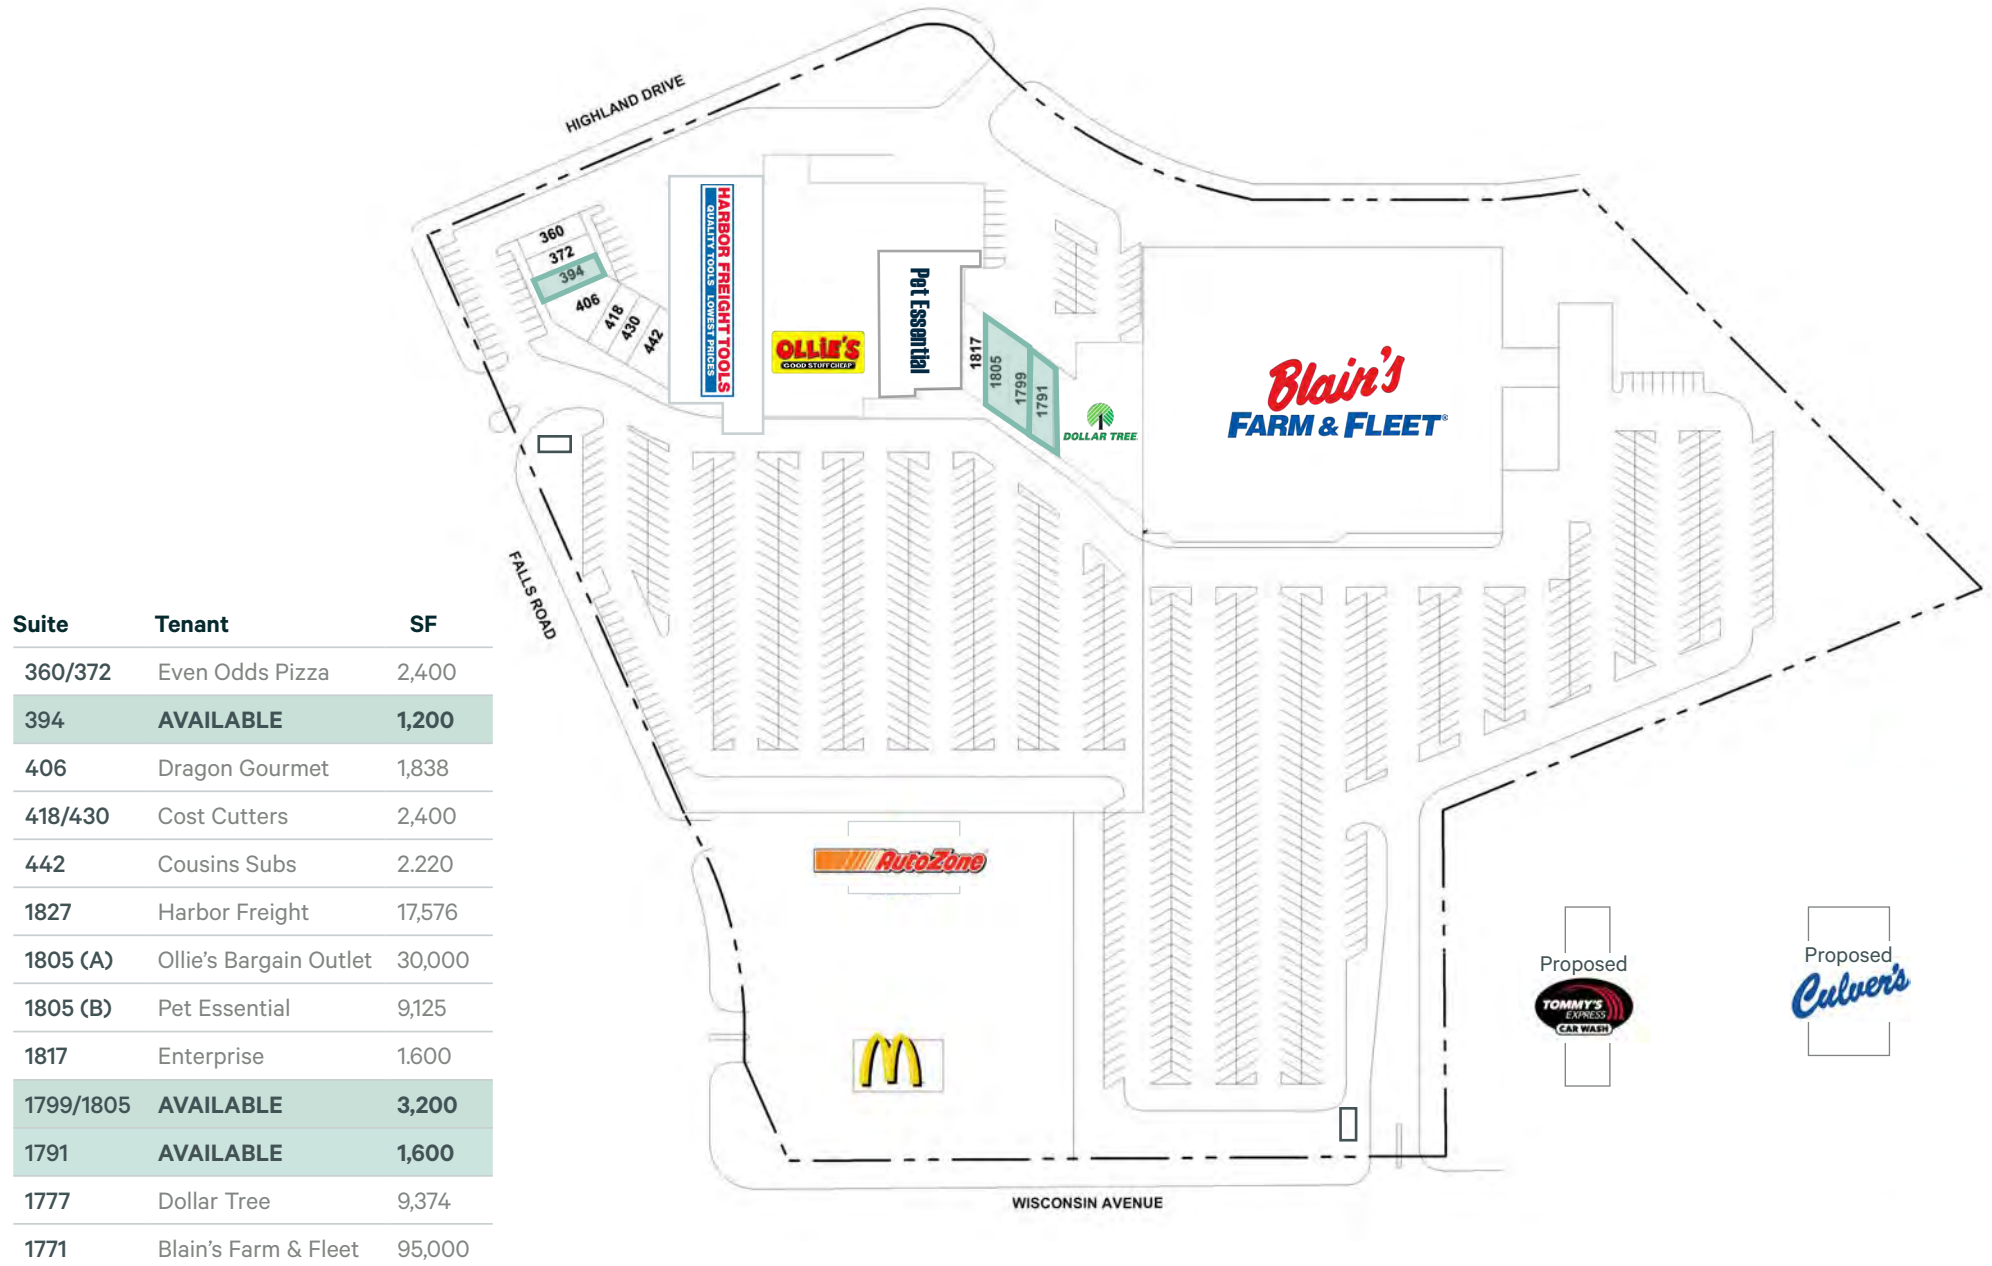 HIGHLAND DRIVE
360
372
394
406
418
430
442
HARBOR FREIGHT TOOLS
QUALITY TOOLS LOWEST PRICES
OLLIE'S
GOOD STUFF CHEAP
Pet Essential
1817
1805
1799
1791
DOLLAR TREE
Blain's
FARM & FLEET®
FALLS ROAD
Suite Tenant SF
360/372 Even Odds Pizza 2,400
394 AVAILABLE 1,200
406 Dragon Gourmet 1,838
418/430 Cost Cutters 2,400
442 Cousins Subs 2.220
1827 Harbor Freight 17,576
1805 (A) Ollie’s Bargain Outlet 30,000
1805 (B) Pet Essential 9,125
1817 Enterprise 1.600
1799/1805 AVAILABLE 3,200
1791 AVAILABLE 1,600
1777 Dollar Tree 9,374
1771 Blain’s Farm & Fleet 95,000
AutoZone
M
Proposed
TOMMY'S
EXPRESS
CAR WASH
Proposed
Culver's
WISCONSIN AVENUE